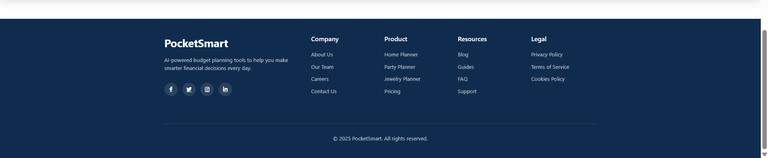 PocketSmart
AI-powered budget planning tools to help you make
smarter financial decisions every day.
Company
About Us
Our Team
Careers
Contact Us
Product
Home Planner
Party Planner
Jewelry Planner
Pricing
Resources
Blog
Guides
FAQ
Support
Legal
Privacy Policy
Terms of Service
Cookies Policy
© 2025 PocketSmart. All rights reserved.